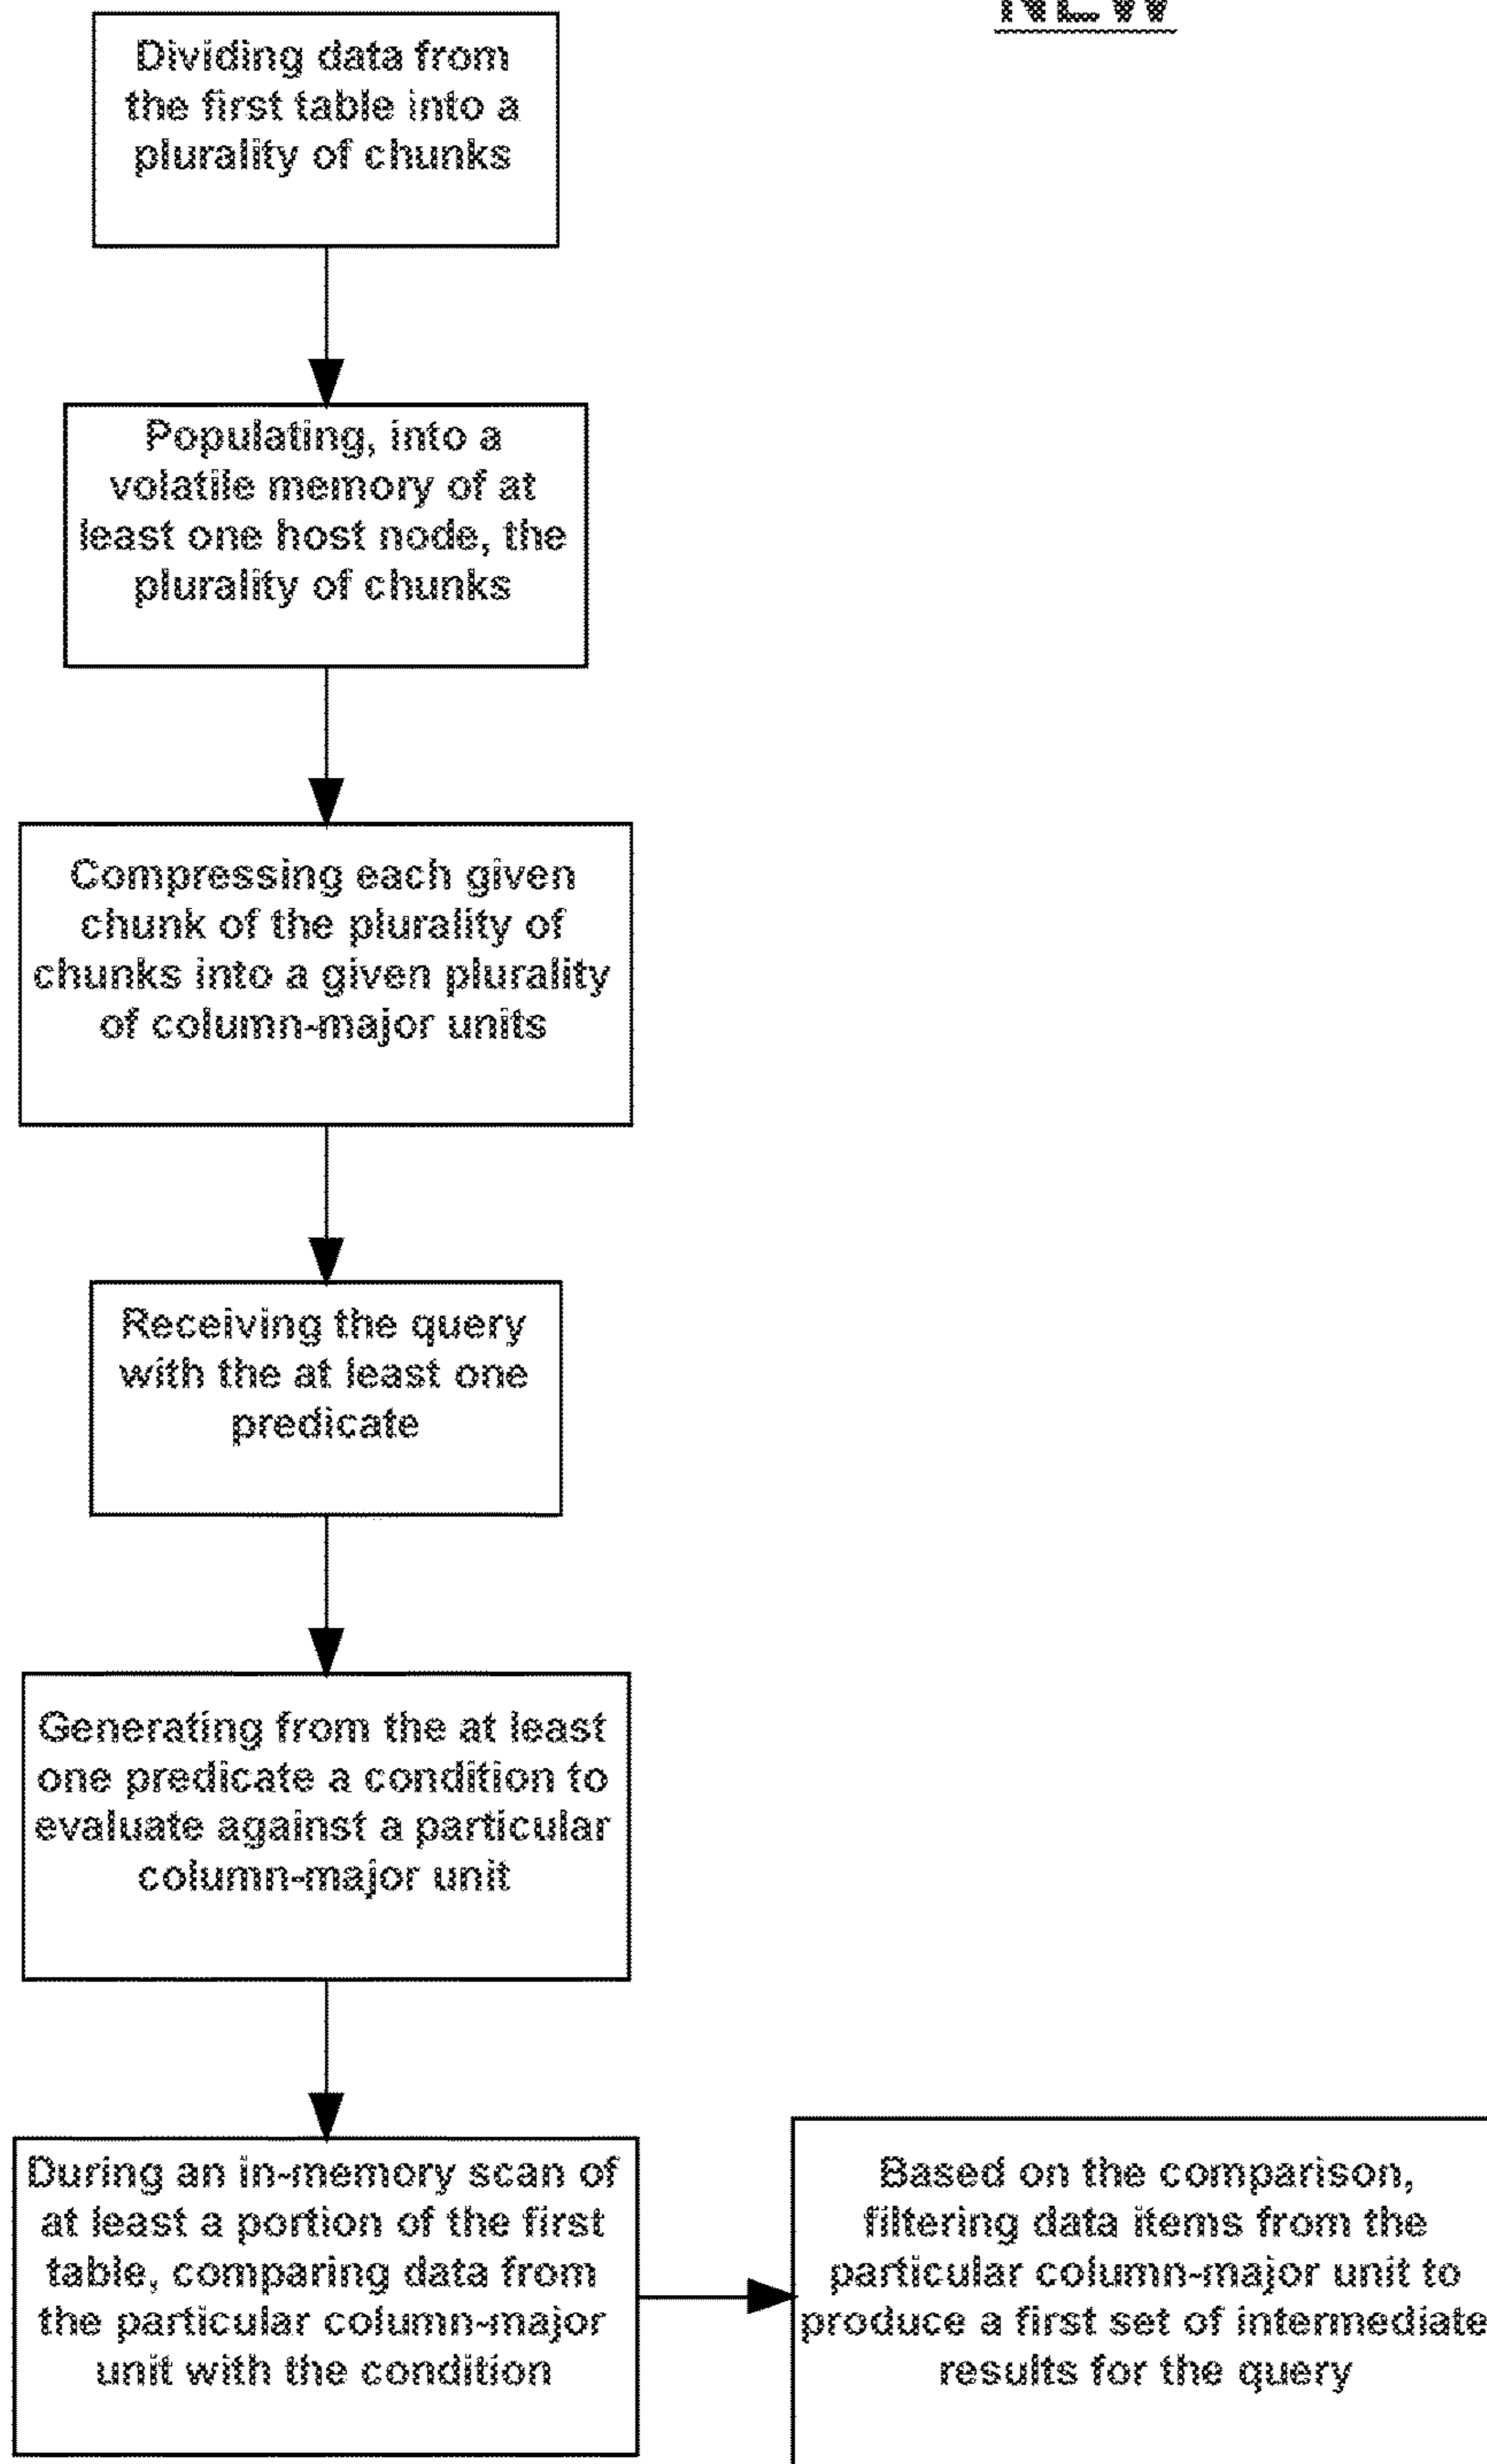 NEW
Dividing data from
the first table into a
plurality of chunks
Populating, into a
volatile memory of at
least one host node, the
plurality of chunks
Compressing each given
chunk of the plurality of
chunks into a given plurality
of column-major units
Receiving the query
with the at least one
predicate
Generating from the at least
one predicate a condition to
evaluate against a particular
column-major unit
During an in-memory scan of
at least a portion of the first
table, comparing data from
the particular column-major
unit with the condition
Based on the comparison,
filtering data items from the
particular column-major unit to
produce a first set of intermediate
results for the query